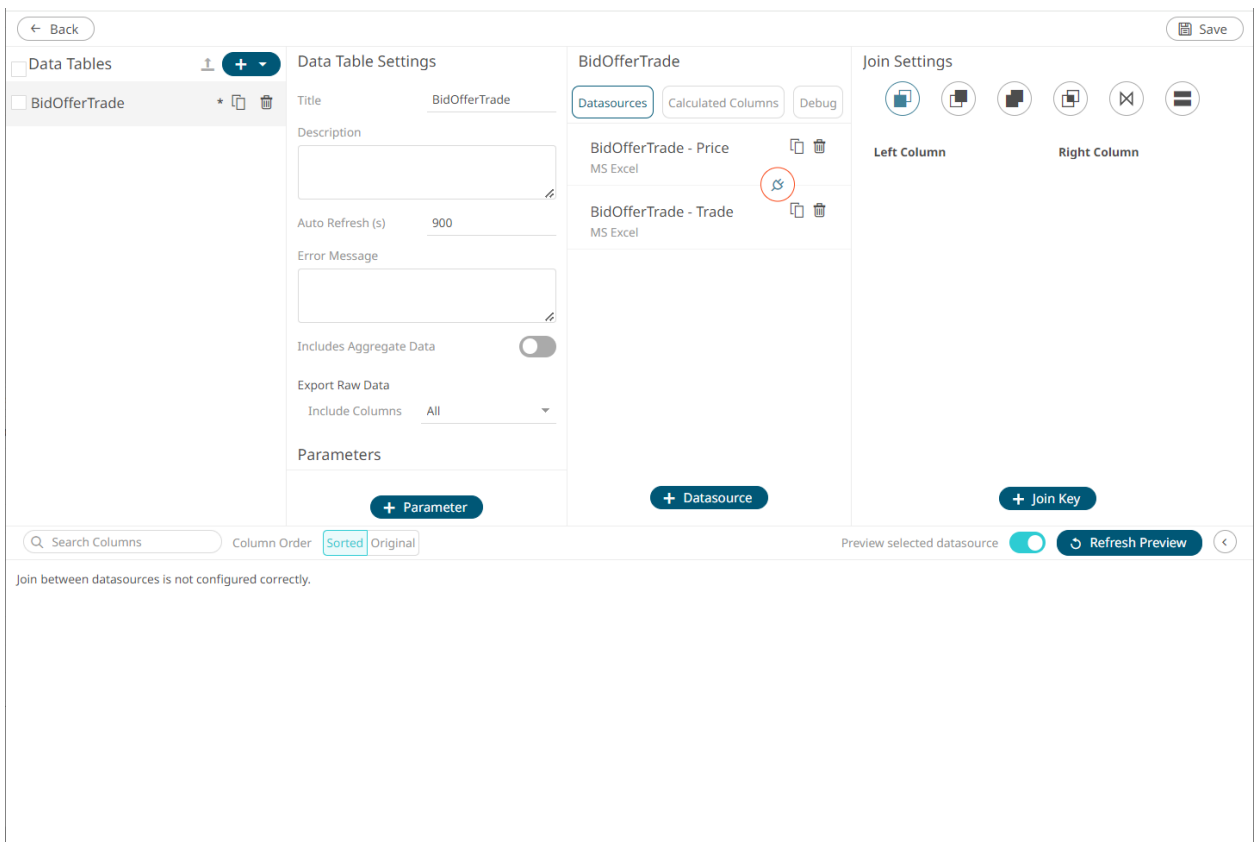 ← Back
Save
Data Tables
BidOfferTrade *
Data Table Settings
Title BidOfferTrade
Description
Auto Refresh (s) 900
Error Message
Includes Aggregate Data
Export Raw Data
Include Columns All
Parameters
+ Parameter
BidOfferTrade
Datasources Calculated Columns Debug
BidOfferTrade - Price
MS Excel
BidOfferTrade - Trade
MS Excel
+ Datasource
Join Settings
Left Column Right Column
+ Join Key
Search Columns Column Order Sorted Original Preview selected datasource Refresh Preview
Join between datasources is not configured correctly.